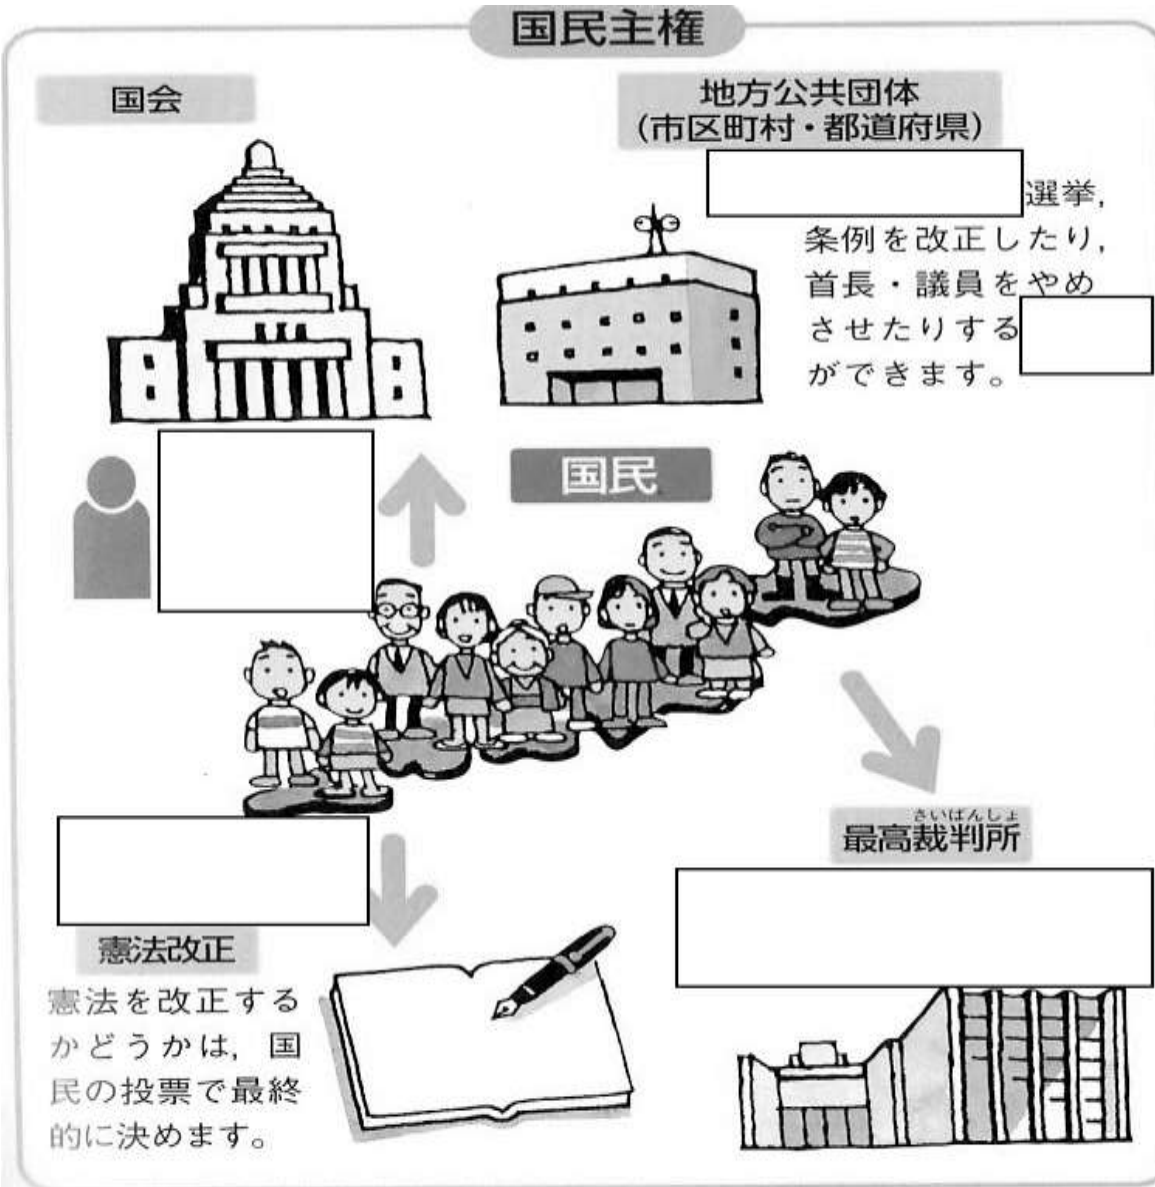 国民主権
国会
地方公共団体
(市区町村・都道府県)
選挙,
条例を改正したり,
首長・議員をやめ
させたりする
ができます。
国民
さいばんしょ
最高裁判所
憲法改正
憲法を改正する
かどうかは,国
民の投票で最終
的に決めます。